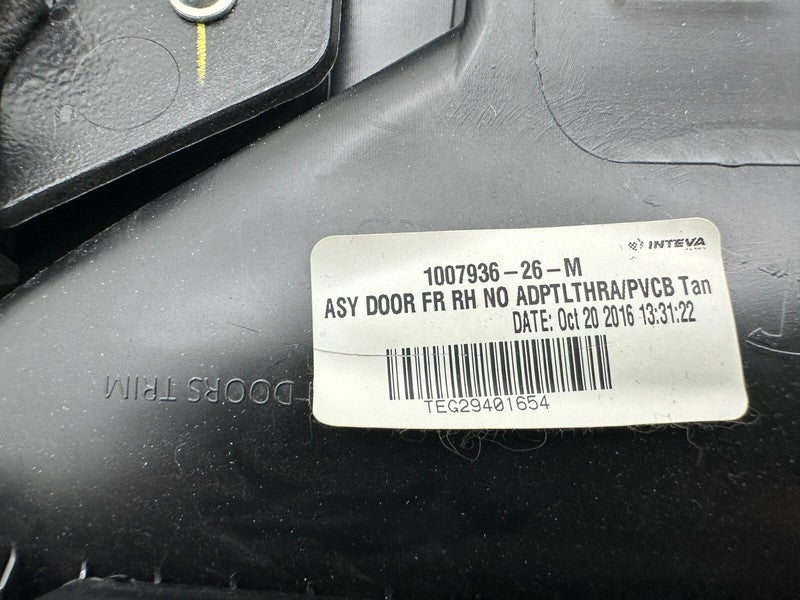 INTEVA
1007936-26-M
ASY DOOR FR RH NO ADPTLTHRA/PVCB Tan
DATE: Oct 20 2016 13:31:22
TEG29401654
DOORS TRIM